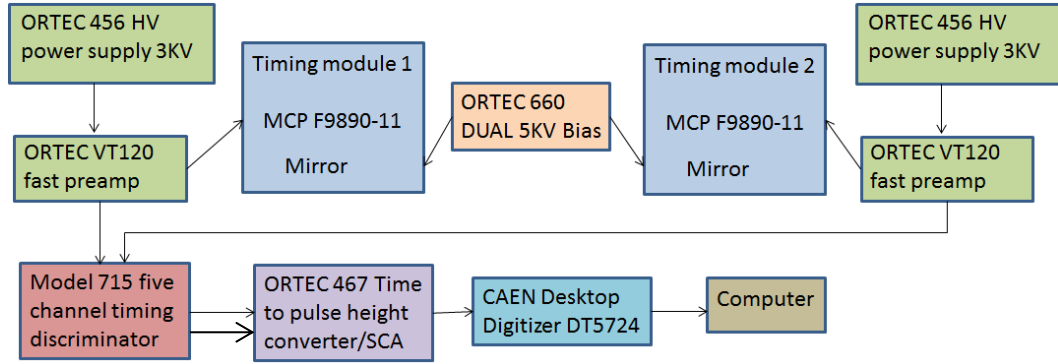 ORTEC 456 HV
power supply 3KV
Timing module 1
MCP F9890-11
Mirror
ORTEC 660
DUAL 5KV Bias
Timing module 2
MCP F9890-11
Mirror
ORTEC 456 HV
power supply 3KV
ORTEC VT120
fast preamp
ORTEC VT120
fast preamp
Model 715 five
channel timing
discriminator
ORTEC 467 Time
to pulse height
converter/SCA
CAEN Desktop
Digitizer DT5724
Computer